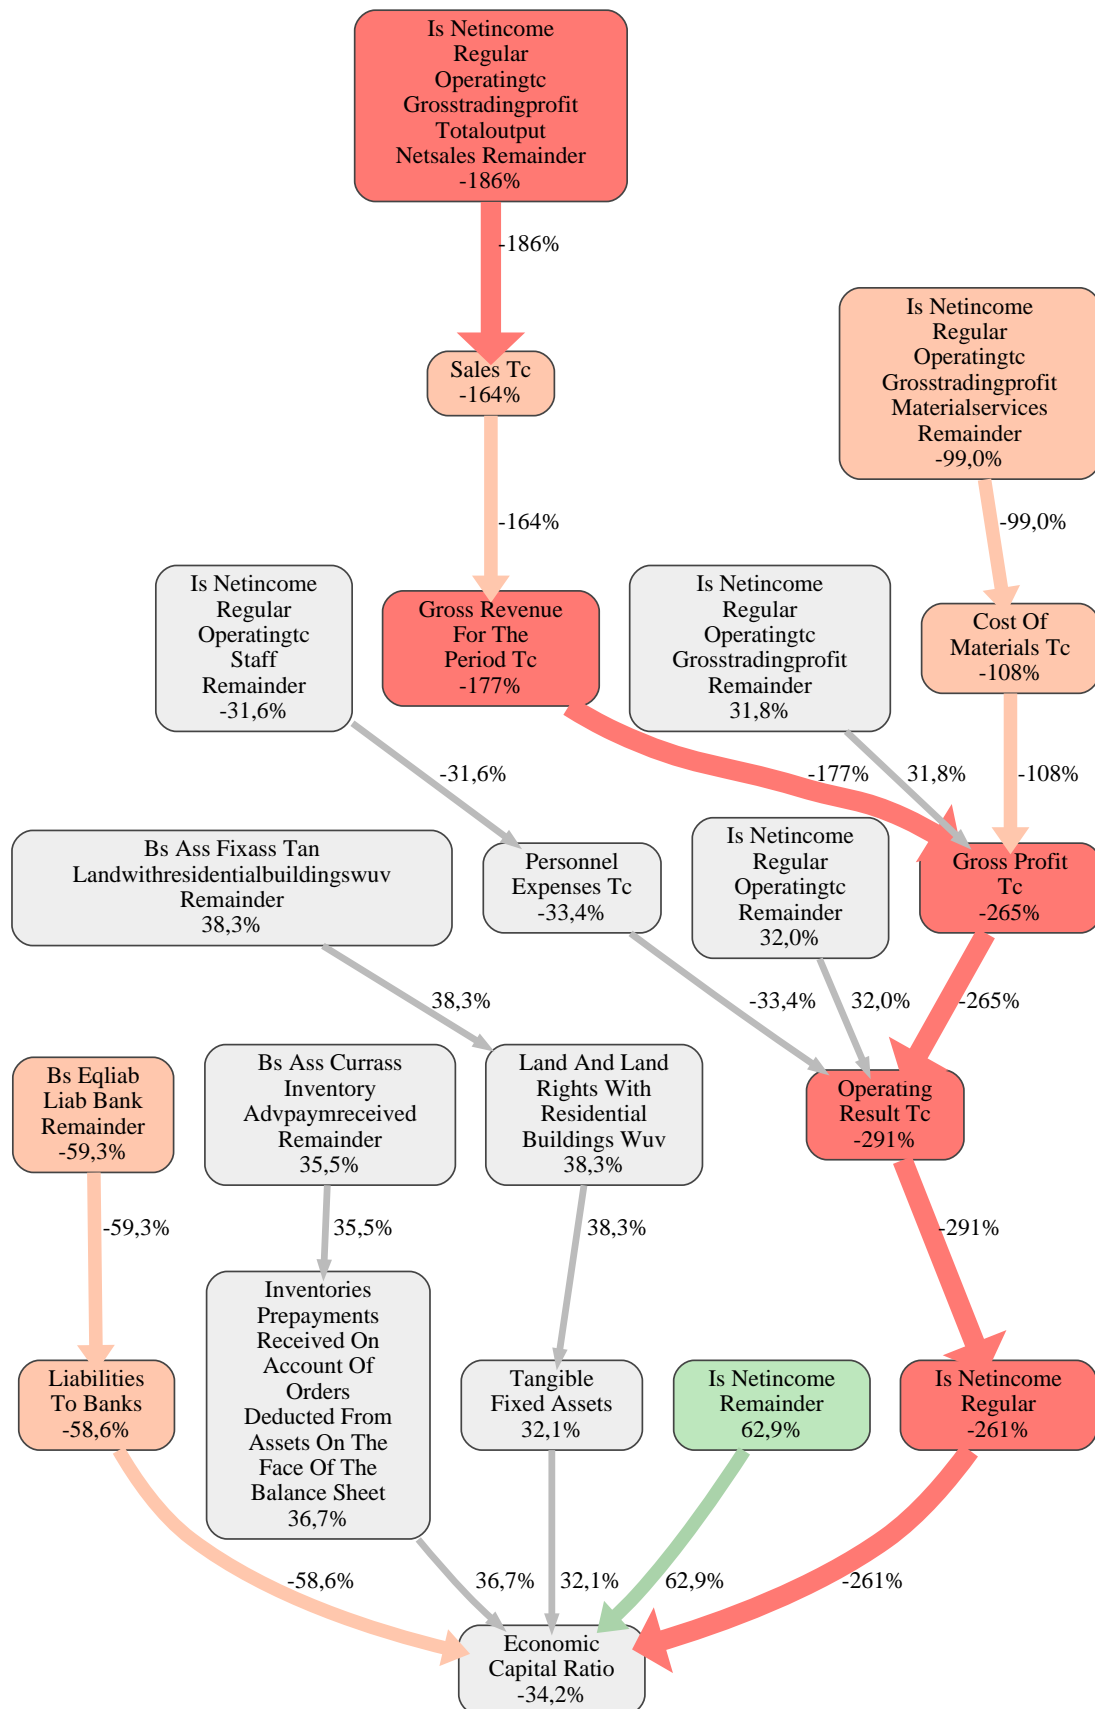 Is Netincome
Regular
Operatingtc
Grosstradingprofit
Totaloutput
Netsales Remainder
-186%
-186%
Is Netincome
Regular
Operatingtc
Grosstradingprofit
Materialservices
Remainder
-99,0%
Sales Tc
-164%
-164%
-99,0%
Is Netincome
Regular
Operatingtc
Staff
Remainder
-31,6%
Gross Revenue
For The
Period Tc
-177%
Is Netincome
Regular
Operatingtc
Grosstradingprofit
Remainder
31,8%
Cost Of
Materials Tc
-108%
-31,6%
-177%
31,8%
-108%
Bs Ass Fixass Tan
Landwithresidentialbuildingswuv
Remainder
38,3%
Personnel
Expenses Tc
-33,4%
Is Netincome
Regular
Operatingtc
Remainder
32,0%
Gross Profit
Tc
-265%
38,3%
-33,4%
32,0%
-265%
Bs Eqliab
Liab Bank
Remainder
-59,3%
Bs Ass Currass
Inventory
Advpaymreceived
Remainder
35,5%
Land And Land
Rights With
Residential
Buildings Wuv
38,3%
Operating
Result Tc
-291%
-59,3%
35,5%
38,3%
-291%
Liabilities
To Banks
-58,6%
Inventories
Prepayments
Received On
Account Of
Orders
Deducted From
Assets On The
Face Of The
Balance Sheet
36,7%
Tangible
Fixed Assets
32,1%
Is Netincome
Remainder
62,9%
Is Netincome
Regular
-261%
-58,6%
36,7%
32,1%
62,9%
-261%
Economic
Capital Ratio
-34,2%